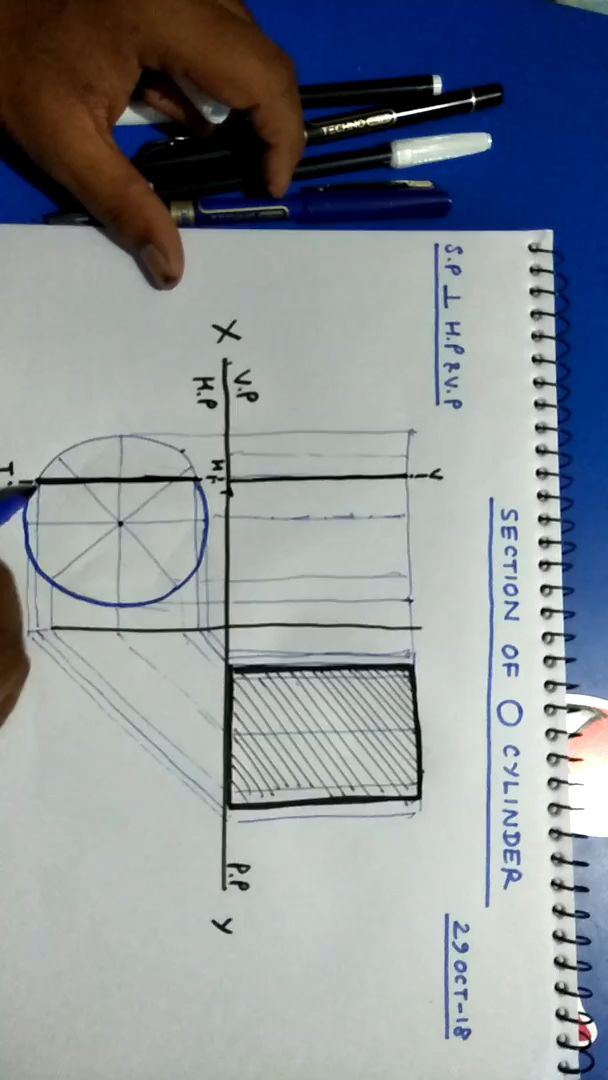 SECTION OF O CYLINDER
S.P ⊥ H.P & V.P
29 OCT-18
V
X
V.P
H.P
H.T
P.P
Y
T.
TECHNO